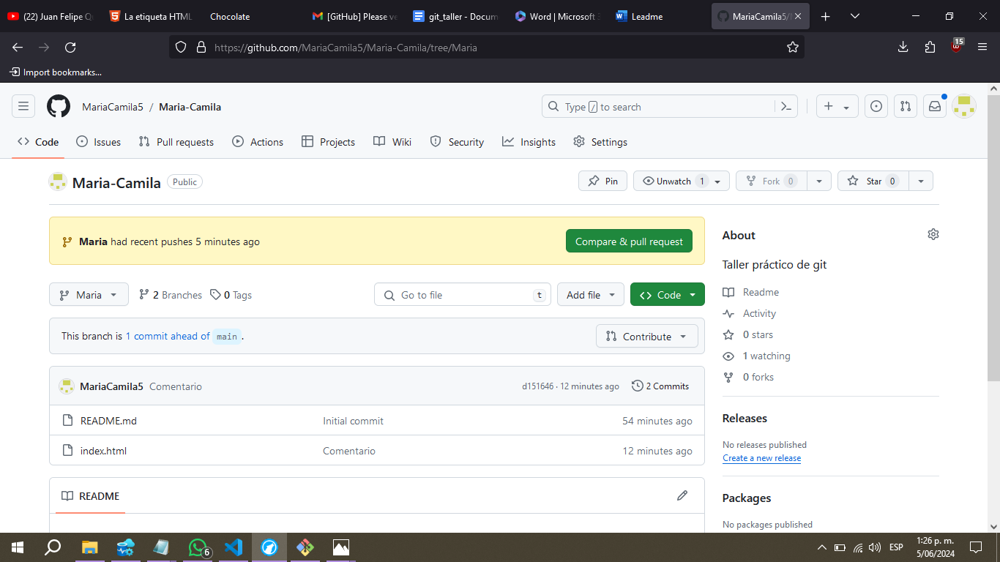 (22) Juan Felipe Qu
La etiqueta HTML
Chocolate
[GitHub] Please ve
git_taller - Docum
Word | Microsoft 3
Leadme
MariaCamila5/
https://github.com/MariaCamila5/Maria-Camila/tree/Maria
15
Import bookmarks...
MariaCamila5 / Maria-Camila
Type / to search
Code Issues Pull requests Actions Projects Wiki Security Insights Settings
Maria-Camila Public
Pin Unwatch 1 Fork 0 Star 0
Maria had recent pushes 5 minutes ago
Compare & pull request
Maria 2 Branches 0 Tags
Go to file t
Add file
Code
This branch is 1 commit ahead of main .
Contribute
MariaCamila5 Comentario d151646 · 12 minutes ago 2 Commits
README.md Initial commit 54 minutes ago
index.html Comentario 12 minutes ago
README
About
Taller práctico de git
Readme
Activity
0 stars
1 watching
0 forks
Releases
No releases published
Create a new release
Packages
No packages published
6
ESP
1:26 p. m.
5/06/2024